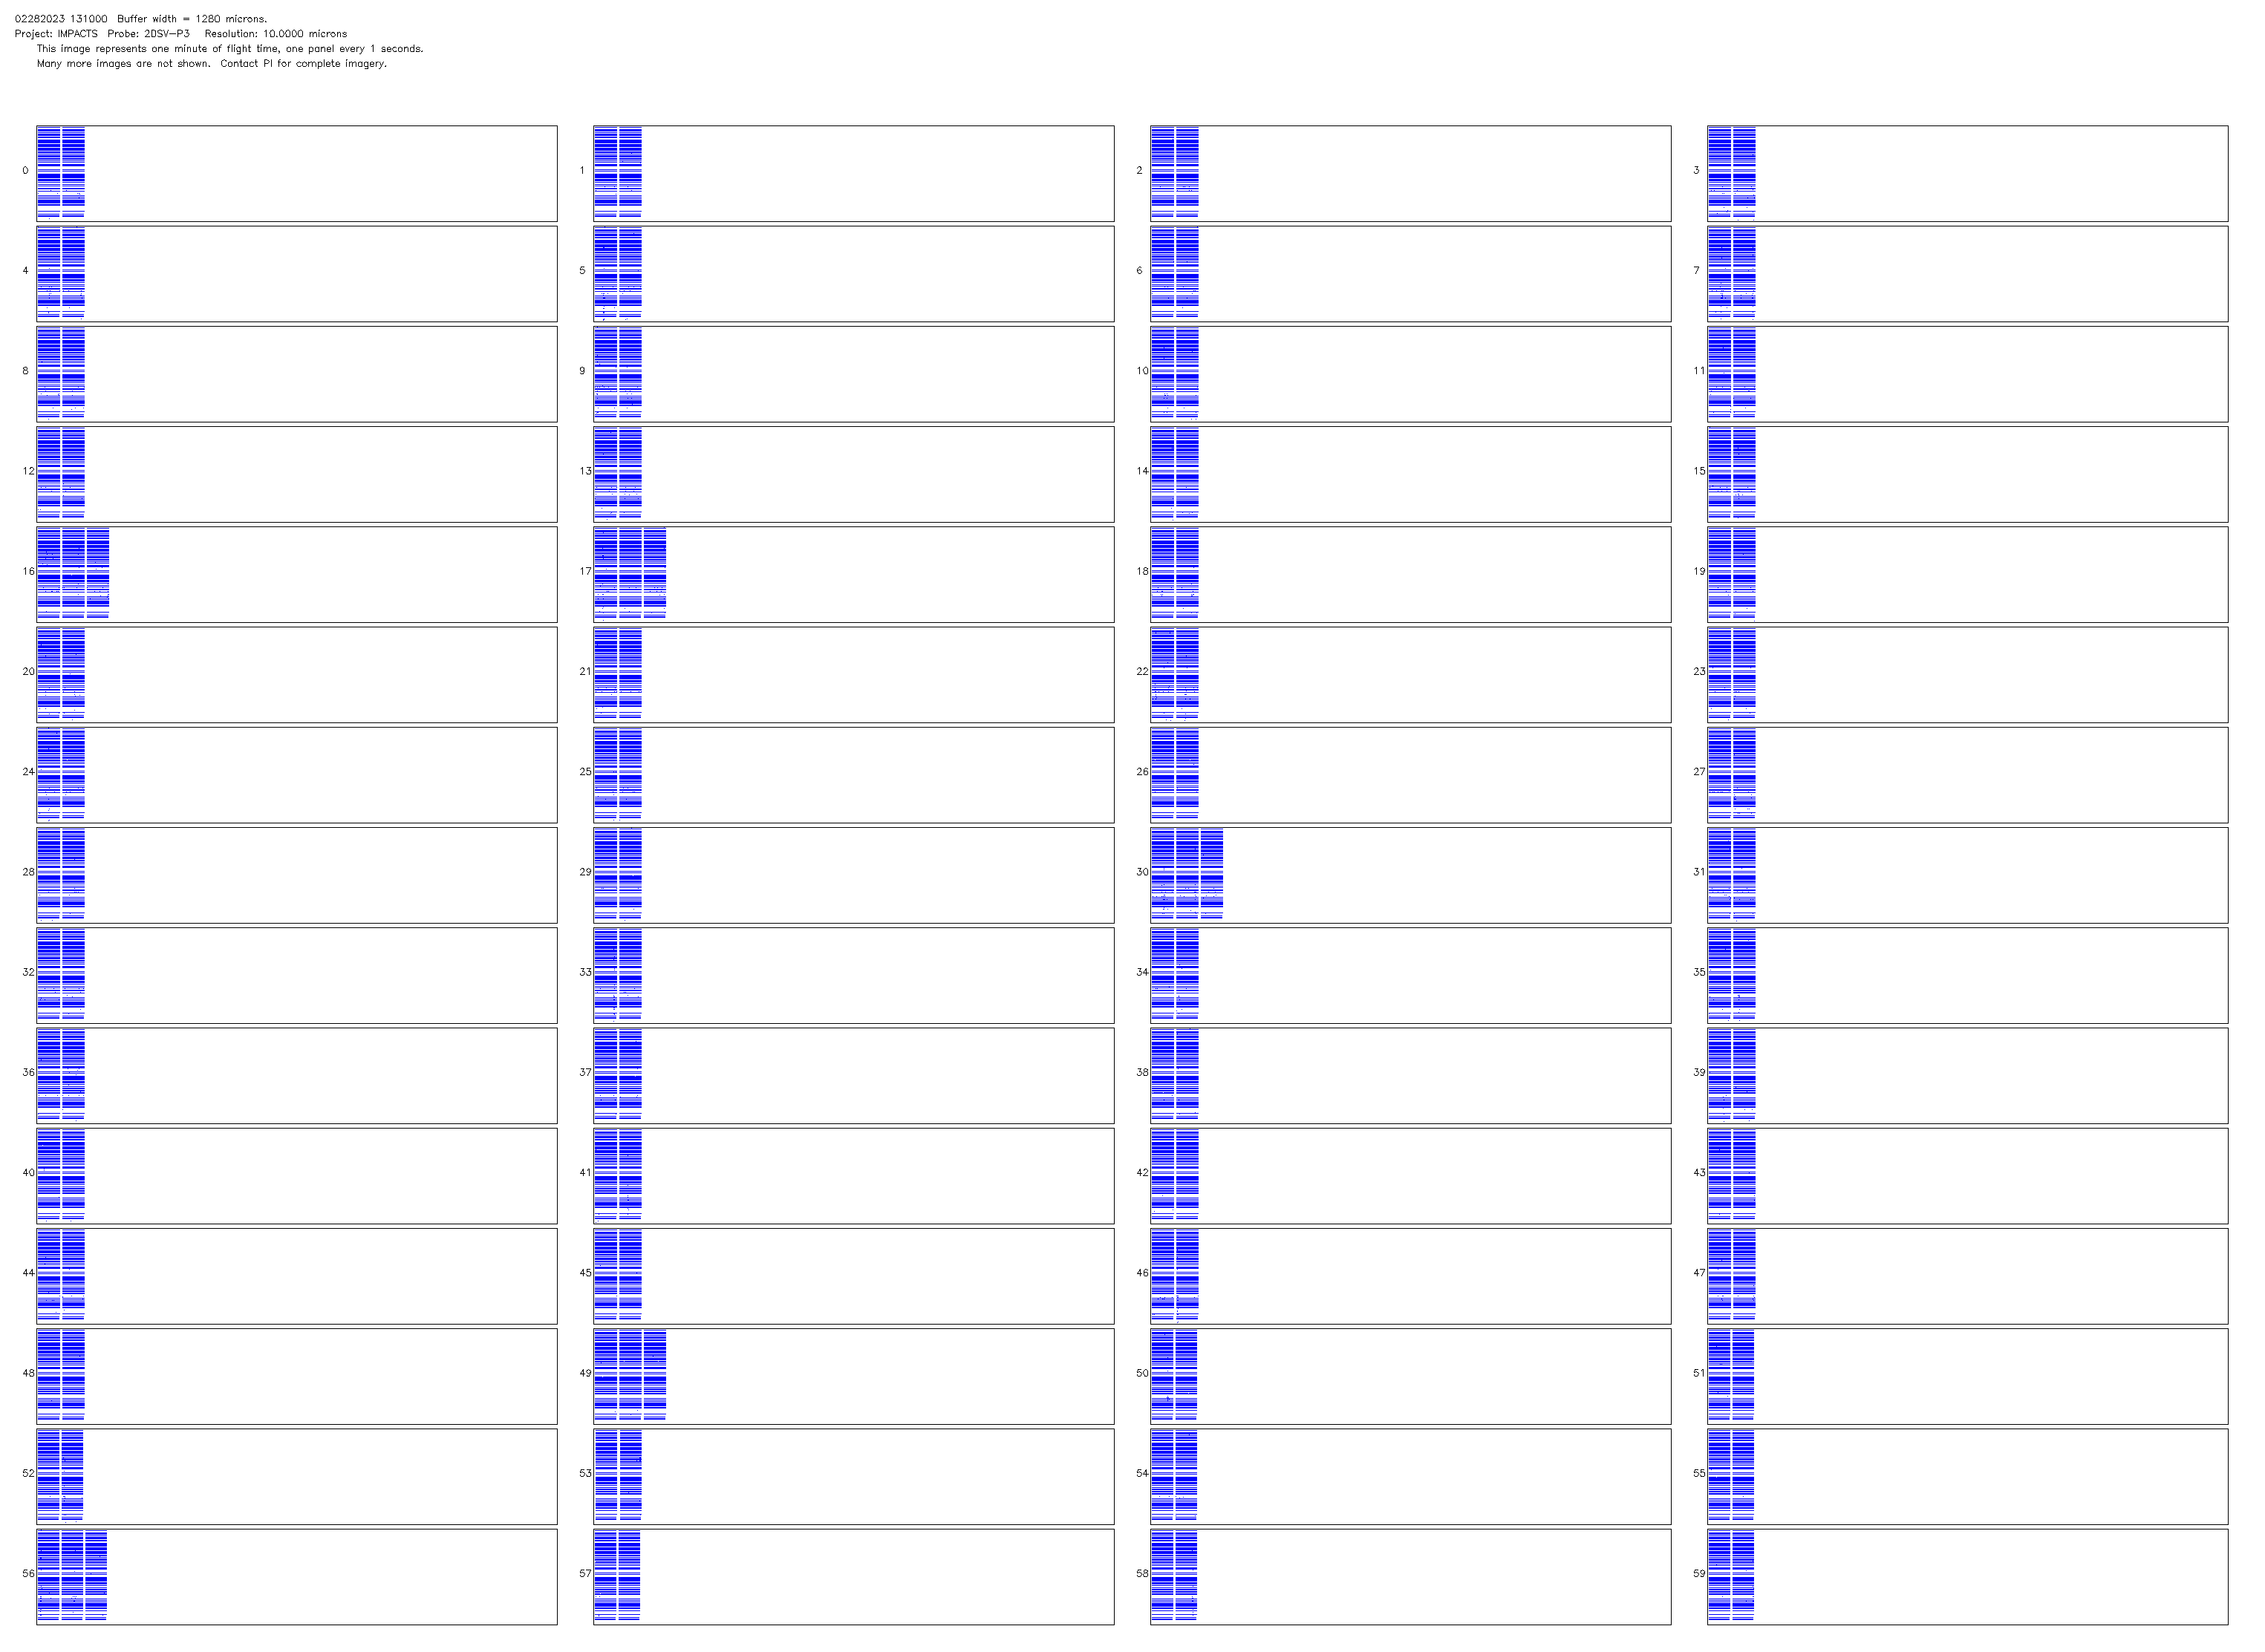 02282023 131000  Buffer width = 1280 microns.
Project: IMPACTS  Probe: 2DSV-P3   Resolution: 10.0000 microns
This image represents one minute of flight time, one panel every 1 seconds.
Many more images are not shown.  Contact PI for complete imagery.
0 1 2 3
4 5 6 7
8 9 10 11
12 13 14 15
16 17 18 19
20 21 22 23
24 25 26 27
28 29 30 31
32 33 34 35
36 37 38 39
40 41 42 43
44 45 46 47
48 49 50 51
52 53 54 55
56 57 58 59